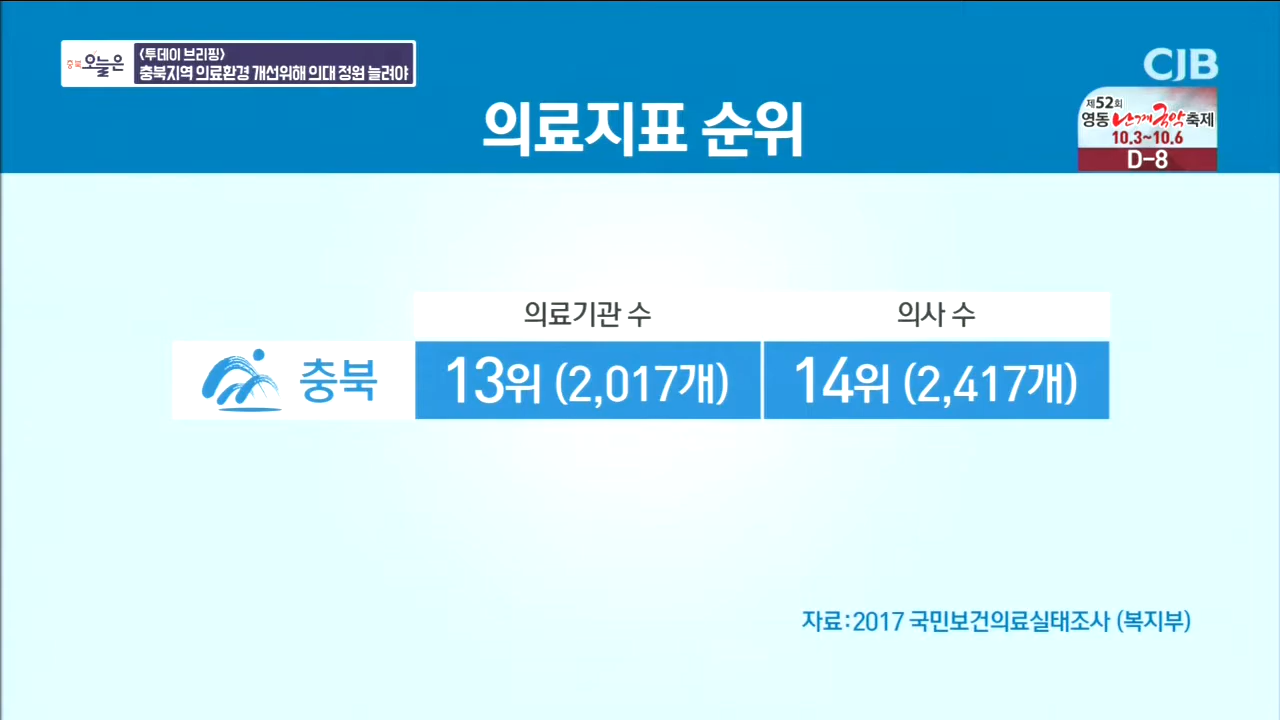 충북 오늘은
<투데이 브리핑>
충북지역 의료환경 개선위해 의대 정원 늘려야
CJB
제52회
영동 난계국악축제
10.3~10.6
D-8
의료지표 순위
의료기관 수 의사 수
충북 13위 (2,017개) 14위 (2,417개)
자료:2017 국민보건의료실태조사 (복지부)